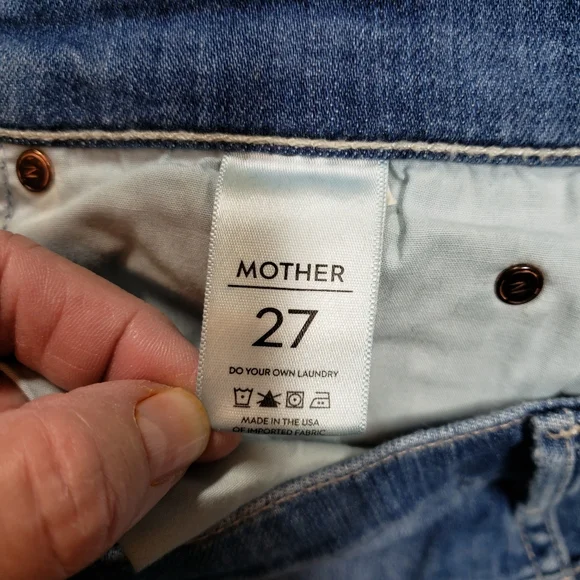 MOTHER
27
DO YOUR OWN LAUNDRY
MADE IN THE USA
OF IMPORTED FABRIC